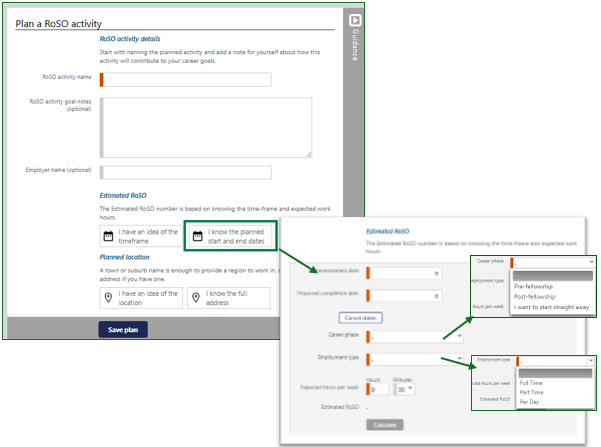 Plan a RoSO activity
Guidance
RoSO activity details
Start with naming the planned activity and add a note for yourself about how this
activity will contribute to your career goals.
RoSO activity name
RoSO activity goal notes
(optional)
Employer name (optional)
Estimated RoSO
The Estimated RoSO number is based on knowing the time-frame and expected work
hours.
I have an idea of the
timeframe
I know the planned
start and end dates
Planned location
A town or suburb name is enough to provide a region to work in,
address if you have one.
I have an idea of the
location
I know the full
address
Save plan
Estimated RoSO
The Estimated RoSO number is based on knowing the time-frame and expected work
hours.
mmencement date
Proposed completion date
Cancel dates
Career phase
-
Employment type
-
Expected hours per week
Hours
Minutes
0
00
Estimated RoSO
-
Calculate
Career phase
-
mployment type
hours per week
-
Pre-fellowship
Post-fellowship
I want to start straight away
Employment type
-
cted hours per week
Estimated RoSO
-
Full Time
Part Time
Per Day